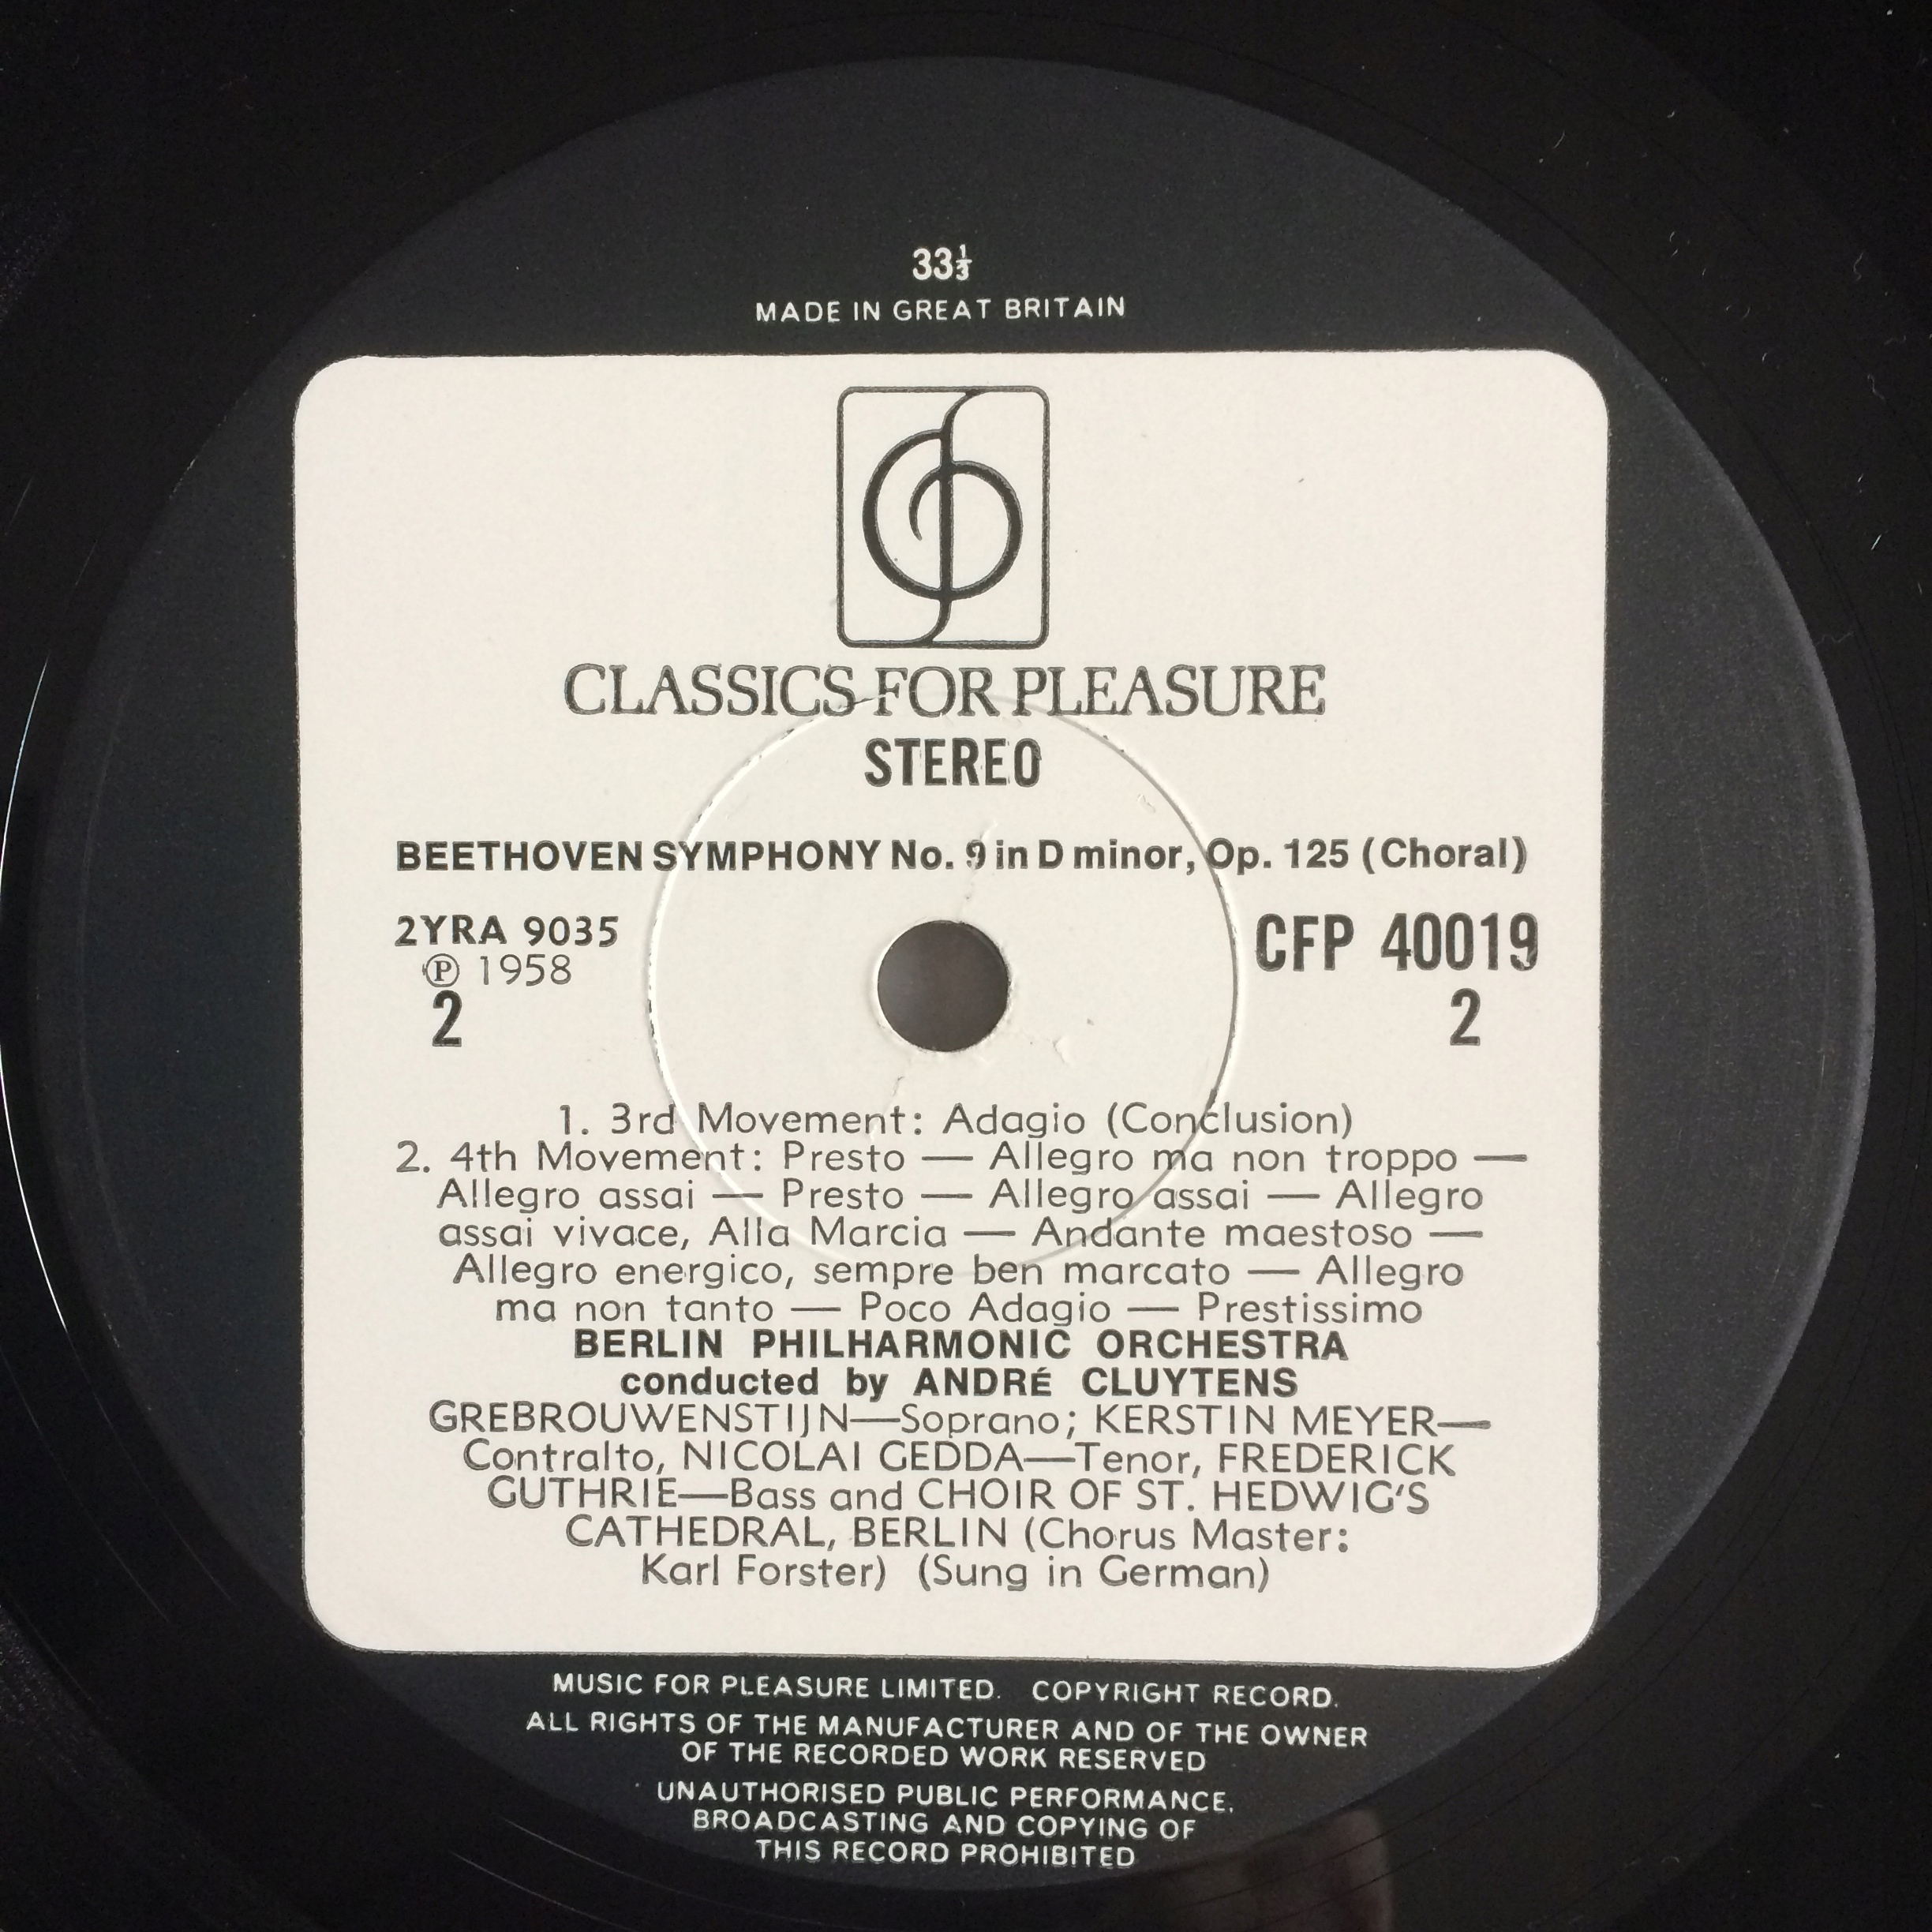 33⅓
MADE IN GREAT BRITAIN
CLASSICS FOR PLEASURE
STEREO
BEETHOVEN SYMPHONY No. 9 in D minor, Op. 125 (Choral)
2YRA 9035
℗ 1958
2
CFP 40019
2
1. 3rd Movement: Adagio (Conclusion)
2. 4th Movement: Presto — Allegro ma non troppo —
Allegro assai — Presto — Allegro assai — Allegro
assai vivace, Alla Marcia — Andante maestoso —
Allegro energico, sempre ben marcato — Allegro
ma non tanto — Poco Adagio — Prestissimo
BERLIN PHILHARMONIC ORCHESTRA
conducted by ANDRÉ CLUYTENS
GREBROUWENSTIJN—Soprano; KERSTIN MEYER—
Contralto, NICOLAI GEDDA—Tenor, FREDERICK
GUTHRIE—Bass and CHOIR OF ST. HEDWIG'S
CATHEDRAL, BERLIN (Chorus Master:
Karl Forster) (Sung in German)
MUSIC FOR PLEASURE LIMITED. COPYRIGHT RECORD.
ALL RIGHTS OF THE MANUFACTURER AND OF THE OWNER
OF THE RECORDED WORK RESERVED
UNAUTHORISED PUBLIC PERFORMANCE,
BROADCASTING AND COPYING OF
THIS RECORD PROHIBITED